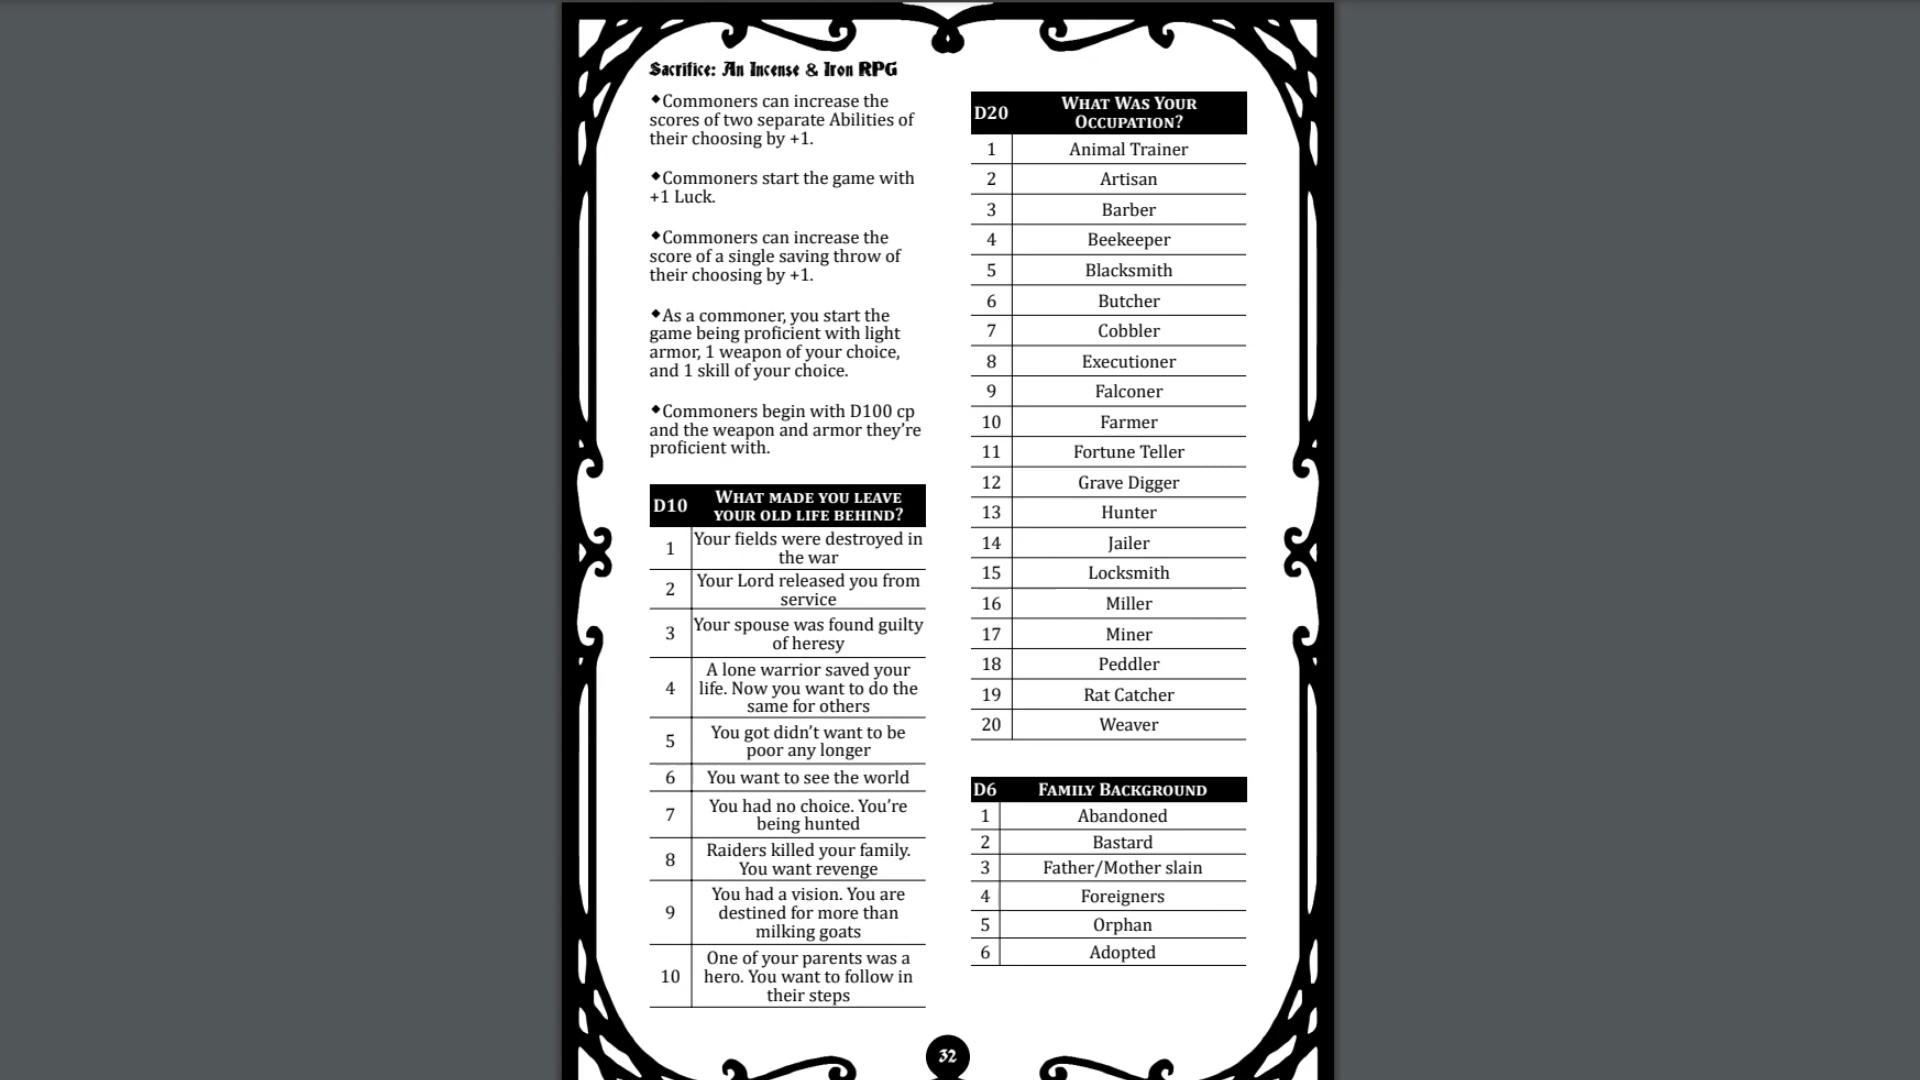 Sacrifice: An Incense & Iron RPG
◆Commoners can increase the
scores of two separate Abilities of
their choosing by +1.
◆Commoners start the game with
+1 Luck.
◆Commoners can increase the
score of a single saving throw of
their choosing by +1.
◆As a commoner, you start the
game being proficient with light
armor, 1 weapon of your choice,
and 1 skill of your choice.
◆Commoners begin with D100 cp
and the weapon and armor they're
proficient with.
D10 What made you leave
your old life behind?
1 Your fields were destroyed in
the war
2 Your Lord released you from
service
3 Your spouse was found guilty
of heresy
4 A lone warrior saved your
life. Now you want to do the
same for others
5 You got didn't want to be
poor any longer
6 You want to see the world
7 You had no choice. You're
being hunted
8 Raiders killed your family.
You want revenge
9 You had a vision. You are
destined for more than
milking goats
10 One of your parents was a
hero. You want to follow in
their steps
D20 What Was Your
Occupation?
1 Animal Trainer
2 Artisan
3 Barber
4 Beekeeper
5 Blacksmith
6 Butcher
7 Cobbler
8 Executioner
9 Falconer
10 Farmer
11 Fortune Teller
12 Grave Digger
13 Hunter
14 Jailer
15 Locksmith
16 Miller
17 Miner
18 Peddler
19 Rat Catcher
20 Weaver
D6 Family Background
1 Abandoned
2 Bastard
3 Father/Mother slain
4 Foreigners
5 Orphan
6 Adopted
32